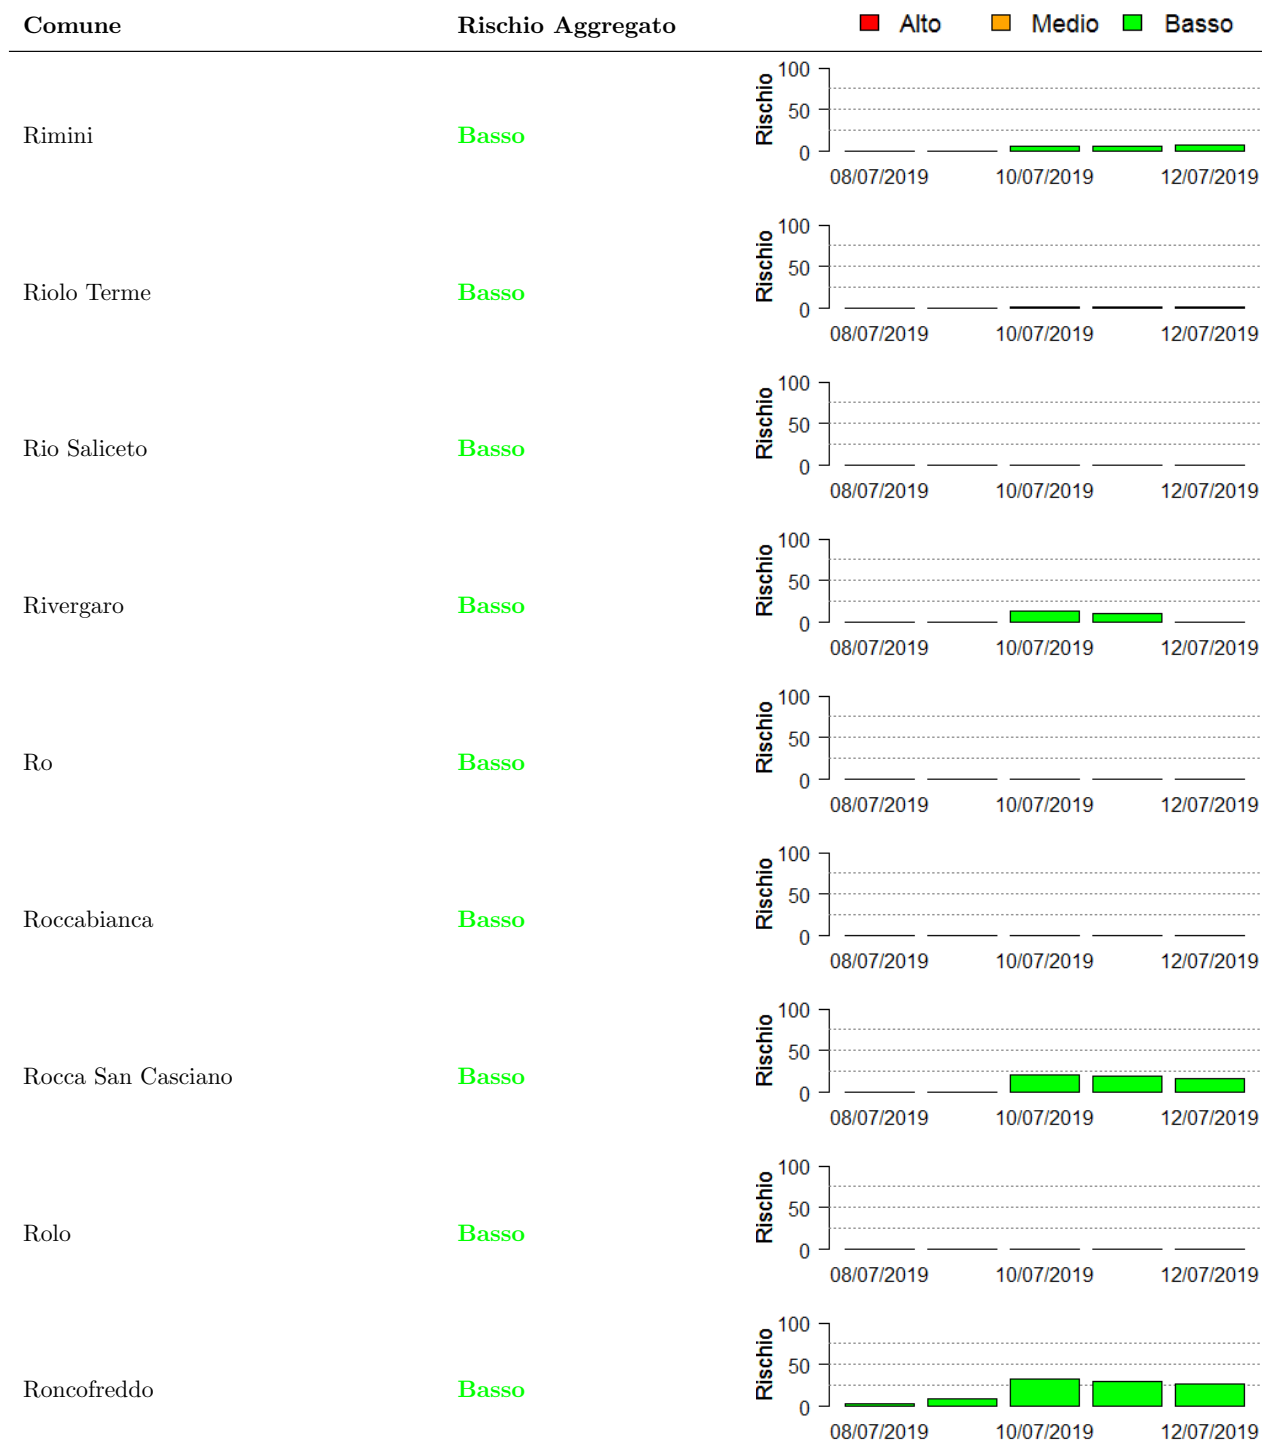 Comune Rischio Aggregato Alto Medio Basso
100
Rischio
50
Rimini Basso
0
08/07/2019 10/07/2019 12/07/2019
100
Rischio
50
Riolo Terme Basso
0
08/07/2019 10/07/2019 12/07/2019
100
Rischio
50
Rio Saliceto Basso
0
08/07/2019 10/07/2019 12/07/2019
100
Rischio
50
Rivergaro Basso
0
08/07/2019 10/07/2019 12/07/2019
100
Rischio
50
Ro Basso
0
08/07/2019 10/07/2019 12/07/2019
100
Rischio
50
Roccabianca Basso
0
08/07/2019 10/07/2019 12/07/2019
100
Rischio
50
Rocca San Casciano Basso
0
08/07/2019 10/07/2019 12/07/2019
100
Rischio
50
Rolo Basso
0
08/07/2019 10/07/2019 12/07/2019
100
Rischio
50
Roncofreddo Basso
0
08/07/2019 10/07/2019 12/07/2019